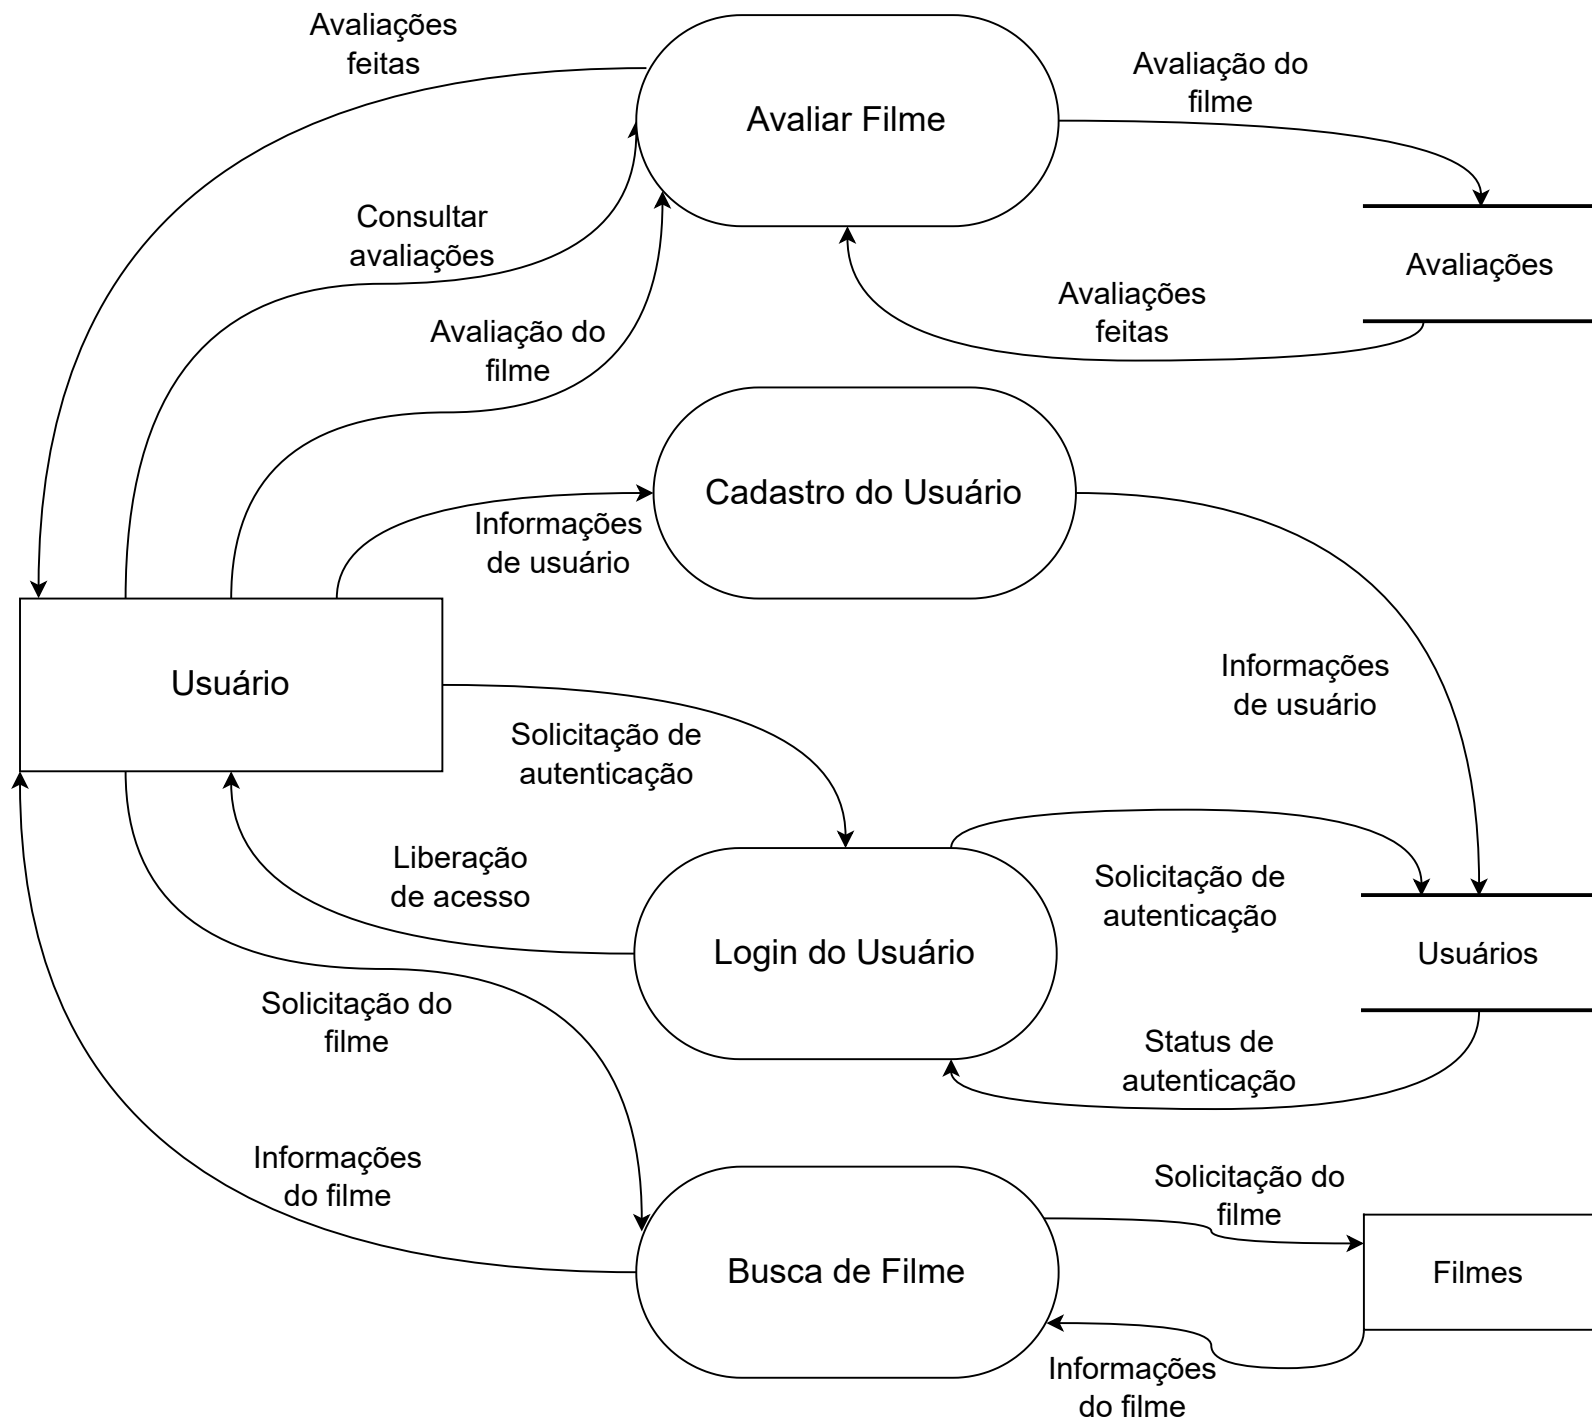 Avaliações
feitas
Avaliar Filme
Avaliação do
filme
Consultar
avaliações
Avaliações
Avaliações
feitas
Avaliação do
filme
Cadastro do Usuário
Informações
de usuário
Usuário
Informações
de usuário
Solicitação de
autenticação
Liberação
de acesso
Solicitação de
autenticação
Login do Usuário
Usuários
Solicitação do
filme
Status de
autenticação
Informações
do filme
Solicitação do
filme
Busca de Filme
Filmes
Informações
do filme